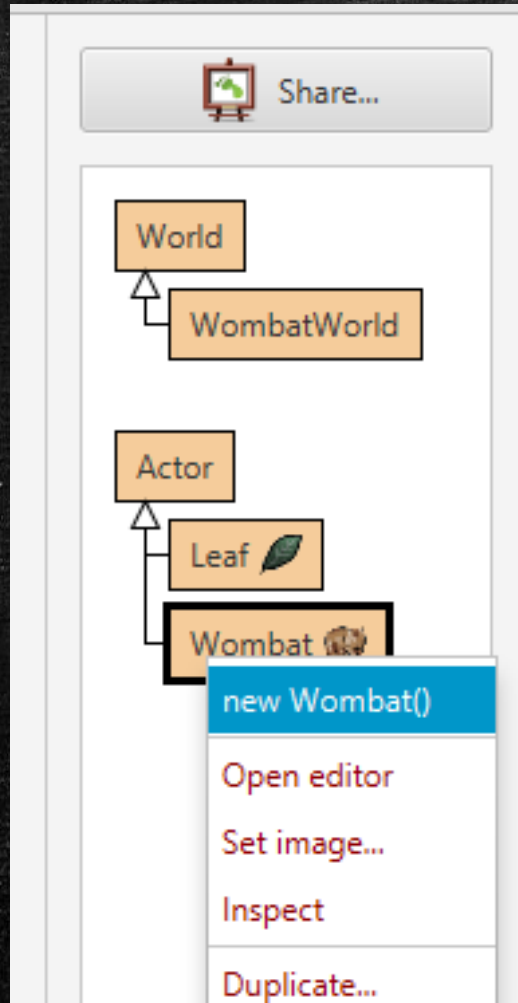 Share...
World
WombatWorld
Actor
Leaf
Wombat
new Wombat()
Open editor
Set image...
Inspect
Duplicate...